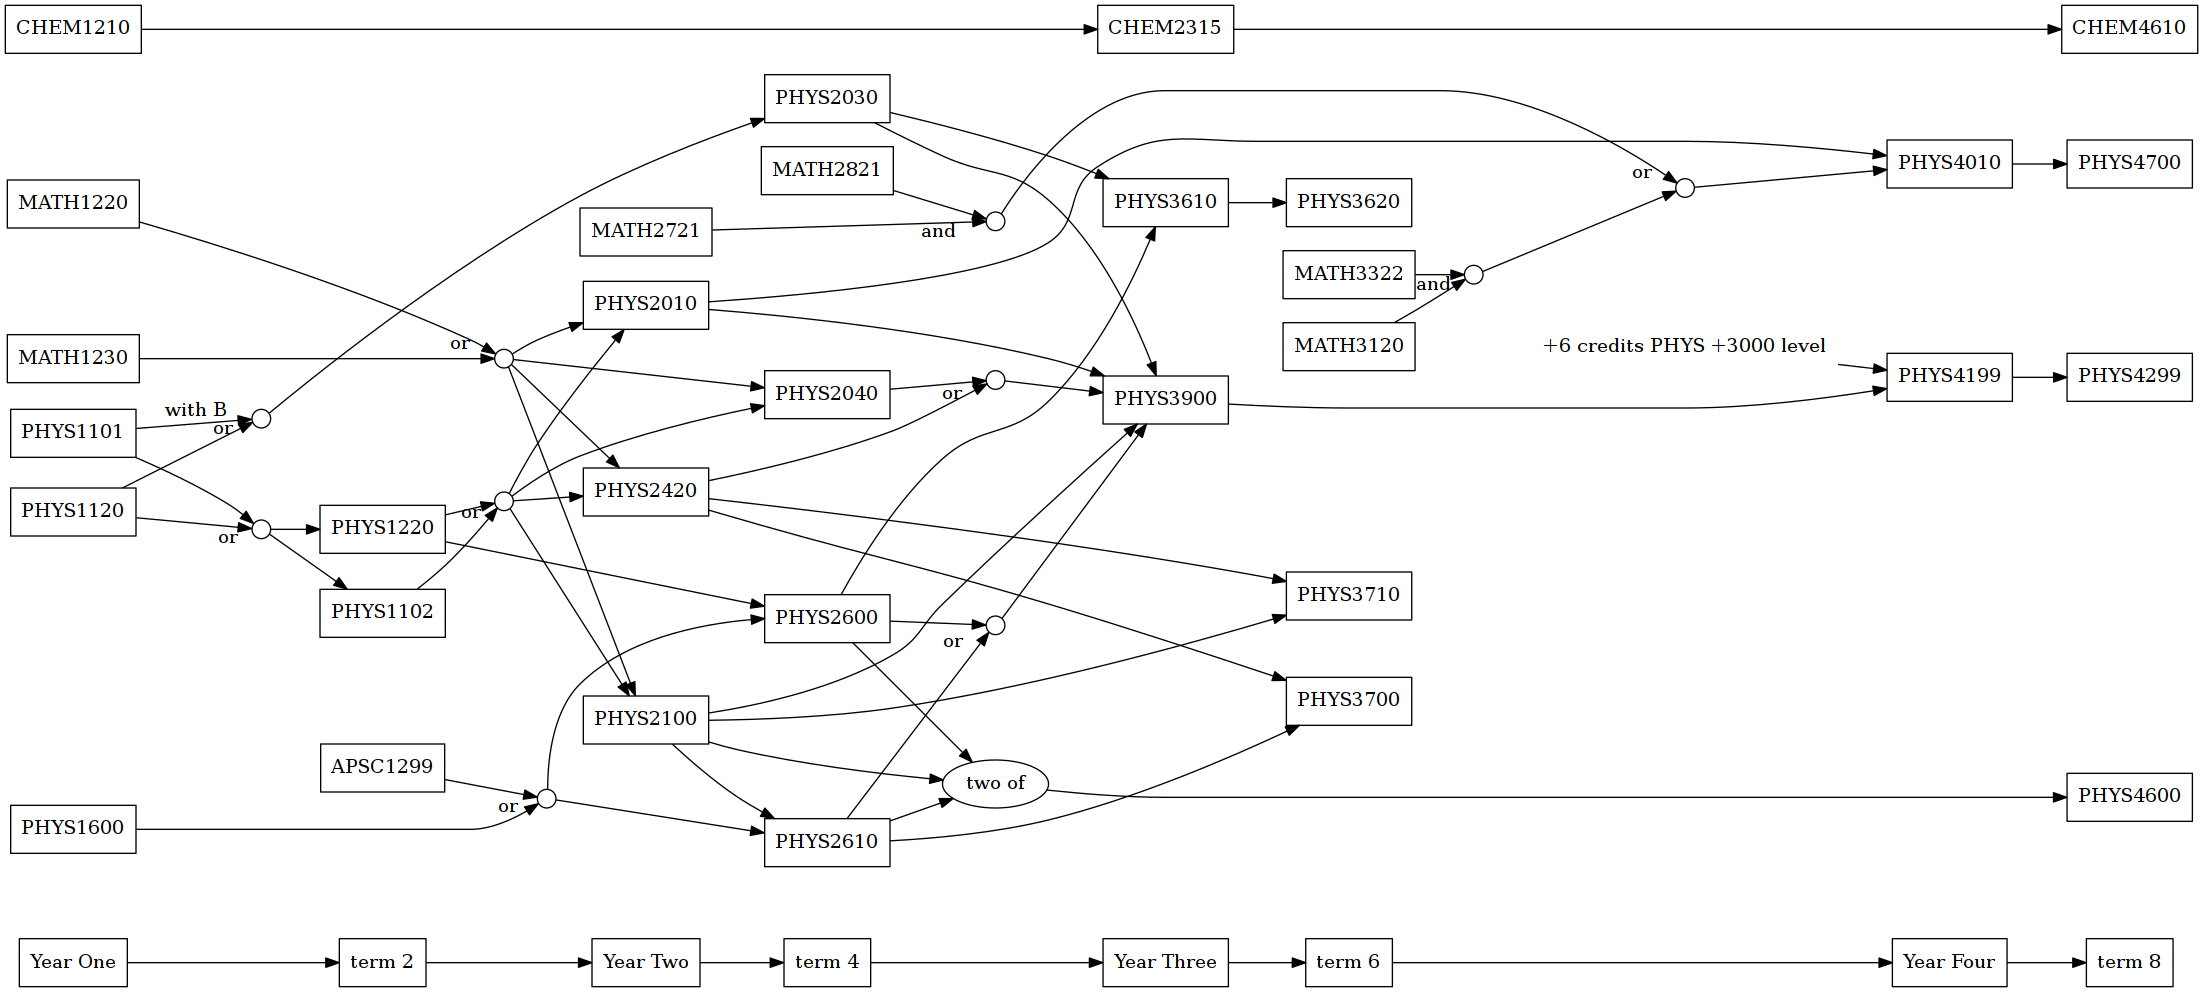 CHEM1210
CHEM2315
CHEM4610
PHYS2030
MATH2821
PHYS4010
PHYS4700
or
MATH1220
PHYS3610
PHYS3620
MATH2721
and
MATH3322
and
PHYS2010
or
MATH1230
MATH3120
+6 credits PHYS +3000 level
PHYS4199
PHYS4299
PHYS2040
or
PHYS3900
with B
or
PHYS1101
PHYS2420
PHYS1120
or
PHYS1220
or
PHYS1102
PHYS2600
or
PHYS3710
PHYS2100
PHYS3700
APSC1299
two of
PHYS4600
or
PHYS1600
PHYS2610
Year One
term 2
Year Two
term 4
Year Three
term 6
Year Four
term 8